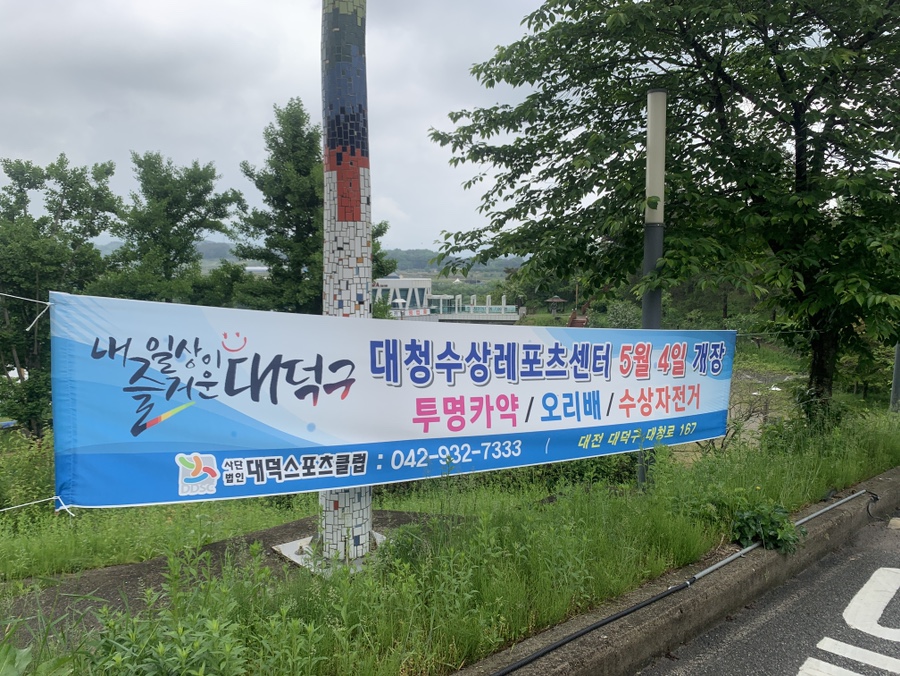 내 일상이
즐거운 대덕구
대청수상레포츠센터 5월 4일 개장
투명카약 / 오리배 / 수상자전거
DDSC 사단법인 대덕스포츠클럽 : 042-932-7333 / 대전 대덕구 대청로 167